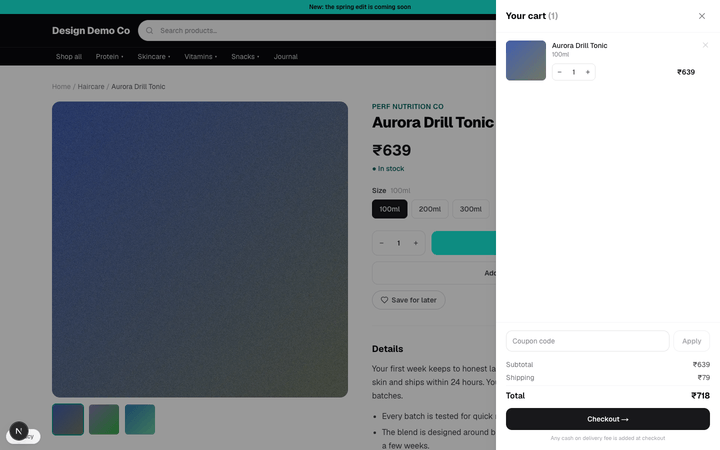 New: the spring edit is coming soon
Design Demo Co
Search products...
Shop all
Protein
Skincare
Vitamins
Snacks
Journal
Home / Haircare / Aurora Drill Tonic
PERF NUTRITION CO
Aurora Drill Tonic
₹639
In stock
Size 100ml
100ml
200ml
300ml
− 1 +
Save for later
Details
Your first week keeps to honest
skin and ships within 24 hours.
batches.
Every batch is tested for quick
The blend is designed around
a few weeks.
N
Your cart (1)
Aurora Drill Tonic
100ml
− 1 +
₹639
Coupon code
Apply
Subtotal ₹639
Shipping ₹79
Total ₹718
Checkout →
Any cash on delivery fee is added at checkout